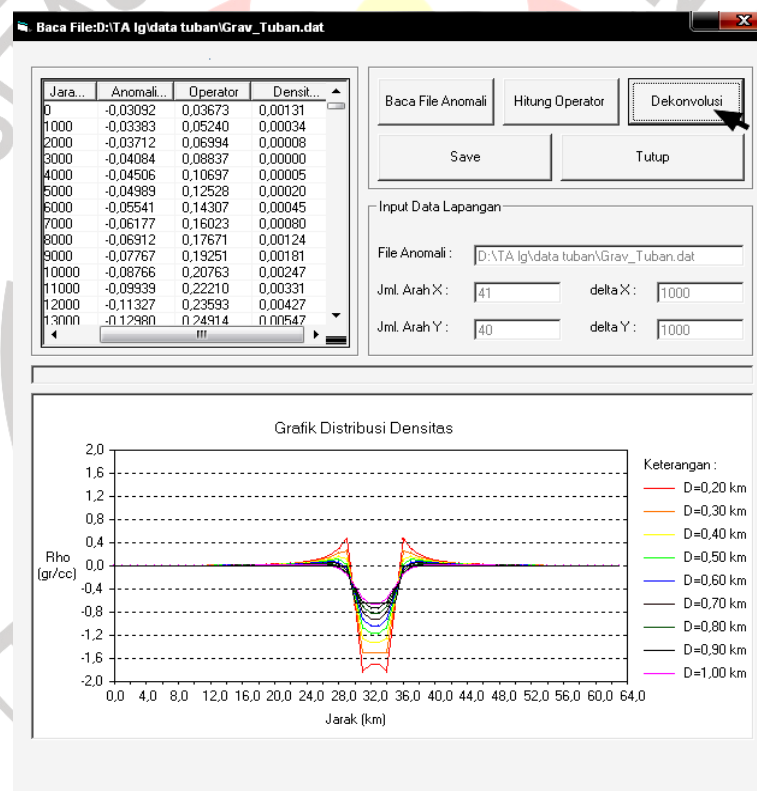 Baca File:D:\TA Ig\data tuban\Grav_Tuban.dat
Jara... Anomali... Operator Densit...
0 -0,03092 0,03673 0,00131
1000 -0,03383 0,05240 0,00034
2000 -0,03712 0,06994 0,00008
3000 -0,04084 0,08837 0,00000
4000 -0,04506 0,10697 0,00005
5000 -0,04989 0,12528 0,00020
6000 -0,05541 0,14307 0,00045
7000 -0,06177 0,16023 0,00080
8000 -0,06912 0,17671 0,00124
9000 -0,07767 0,19251 0,00181
10000 -0,08766 0,20763 0,00247
11000 -0,09939 0,22210 0,00331
12000 -0,11327 0,23593 0,00427
13000 -0,12980 0,24914 0,00547
Baca File Anomali Hitung Operator Dekonvolusi
Save Tutup
Input Data Lapangan
File Anomali : D:\TA Ig\data tuban\Grav_Tuban.dat
Jml. Arah X : 41 delta X : 1000
Jml. Arah Y : 40 delta Y : 1000
Grafik Distribusi Densitas
Rho
(gr/cc)
2,0
1,6
1,2
0,8
0,4
0,0
-0,4
-0,8
-1,2
-1,6
-2,0
0,0 4,0 8,0 12,0 16,0 20,0 24,0 28,0 32,0 36,0 40,0 44,0 48,0 52,0 56,0 60,0 64,0
Jarak (km)
Keterangan :
D=0,20 km
D=0,30 km
D=0,40 km
D=0,50 km
D=0,60 km
D=0,70 km
D=0,80 km
D=0,90 km
D=1,00 km